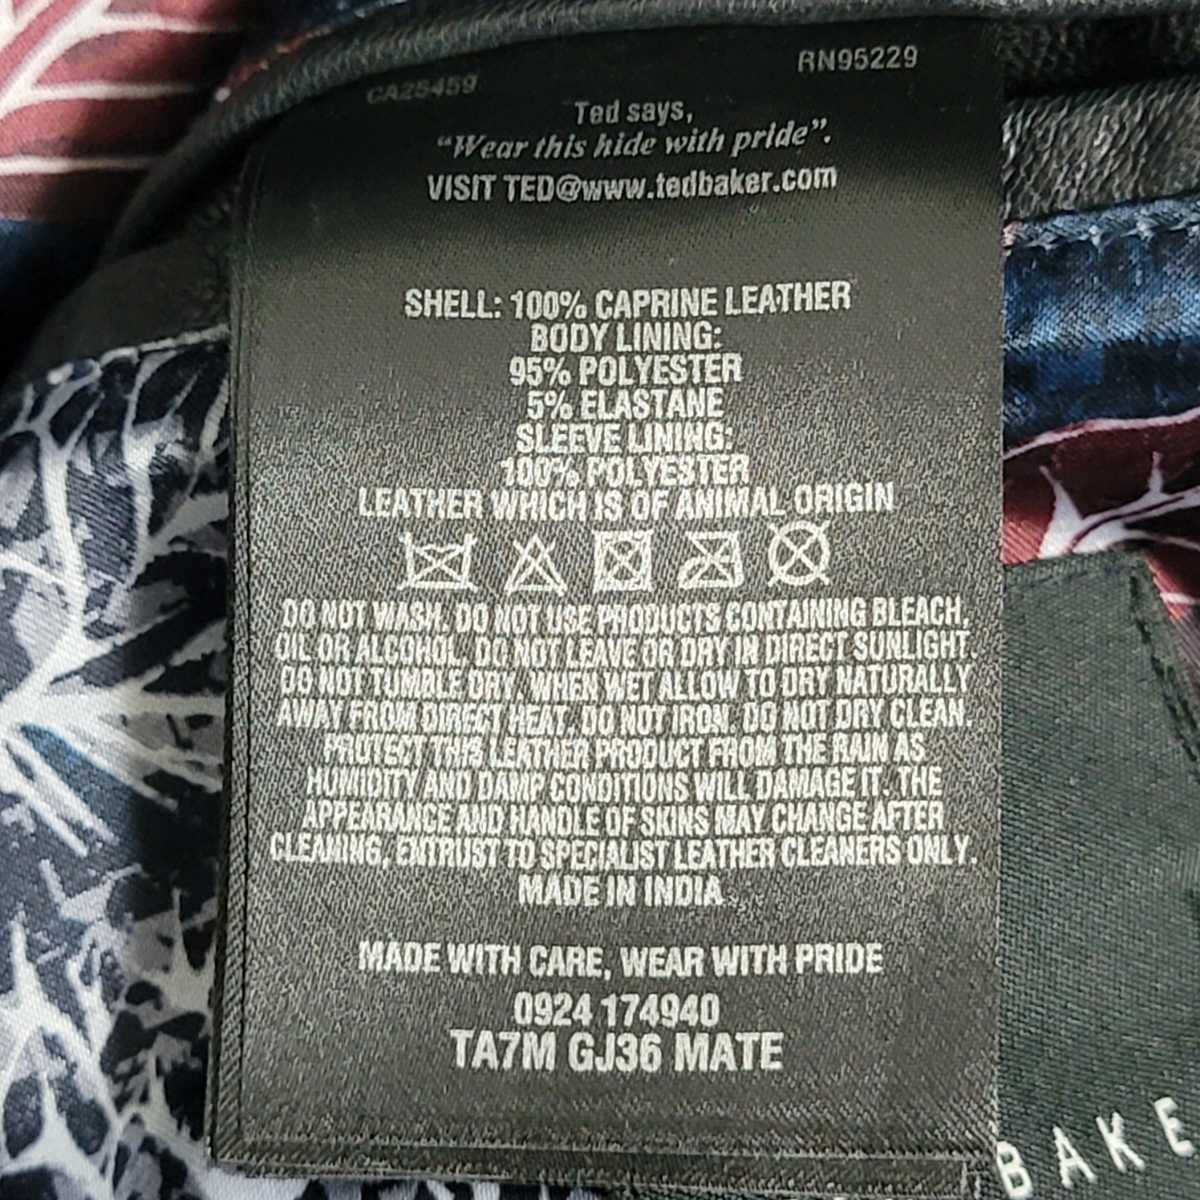 CA25459
RN95229
Ted says,
“Wear this hide with pride”.
VISIT TED@www.tedbaker.com
SHELL: 100% CAPRINE LEATHER
BODY LINING:
95% POLYESTER
5% ELASTANE
SLEEVE LINING:
100% POLYESTER
LEATHER WHICH IS OF ANIMAL ORIGIN
DO NOT WASH. DO NOT USE PRODUCTS CONTAINING BLEACH,
OIL OR ALCOHOL. DO NOT LEAVE OR DRY IN DIRECT SUNLIGHT.
DO NOT TUMBLE DRY. WHEN WET ALLOW TO DRY NATURALLY
AWAY FROM DIRECT HEAT. DO NOT IRON. DO NOT DRY CLEAN.
PROTECT THIS LEATHER PRODUCT FROM THE RAIN AS
HUMIDITY AND DAMP CONDITIONS WILL DAMAGE IT. THE
APPEARANCE AND HANDLE OF SKINS MAY CHANGE AFTER
CLEANING. ENTRUST TO SPECIALIST LEATHER CLEANERS ONLY.
MADE IN INDIA
MADE WITH CARE, WEAR WITH PRIDE
0924 174940
TA7M GJ36 MATE
BAKE